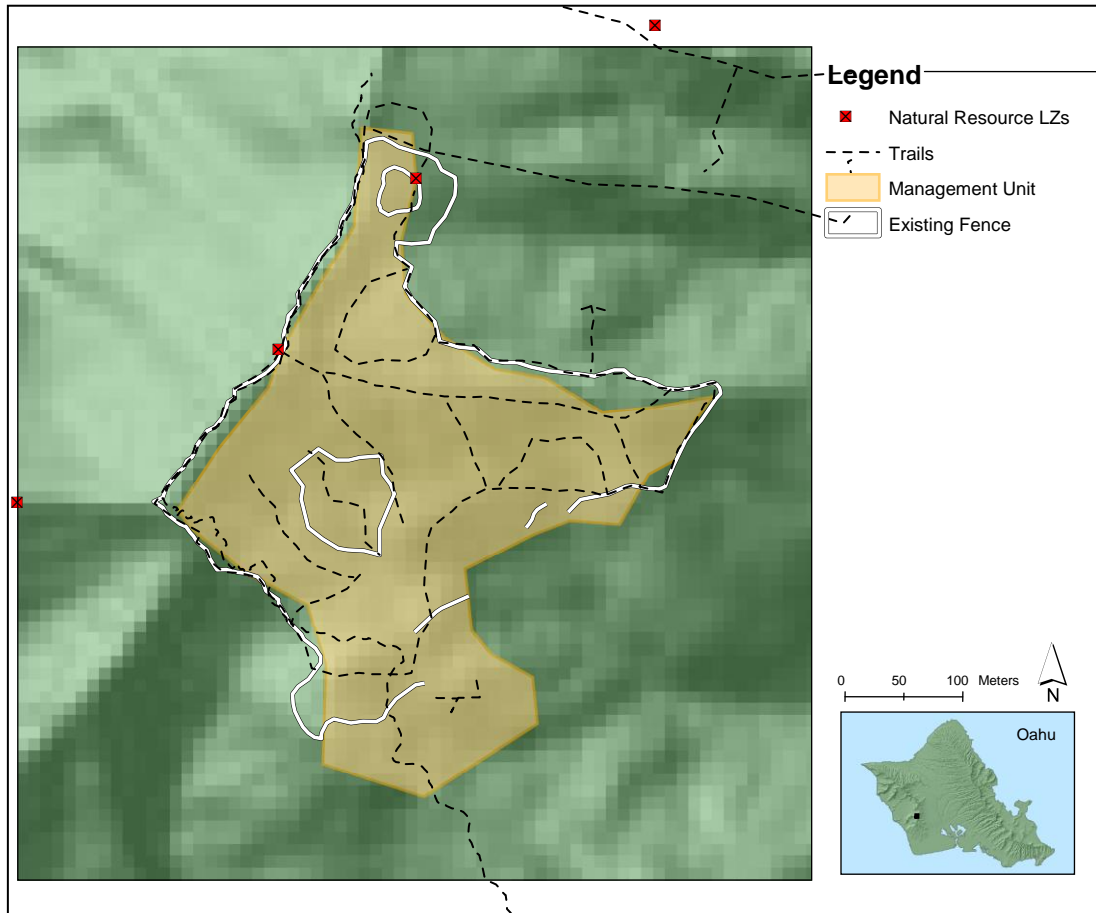 Legend
Natural Resource LZs
Trails
Management Unit
Existing Fence
0 50 100 Meters
N
Oahu